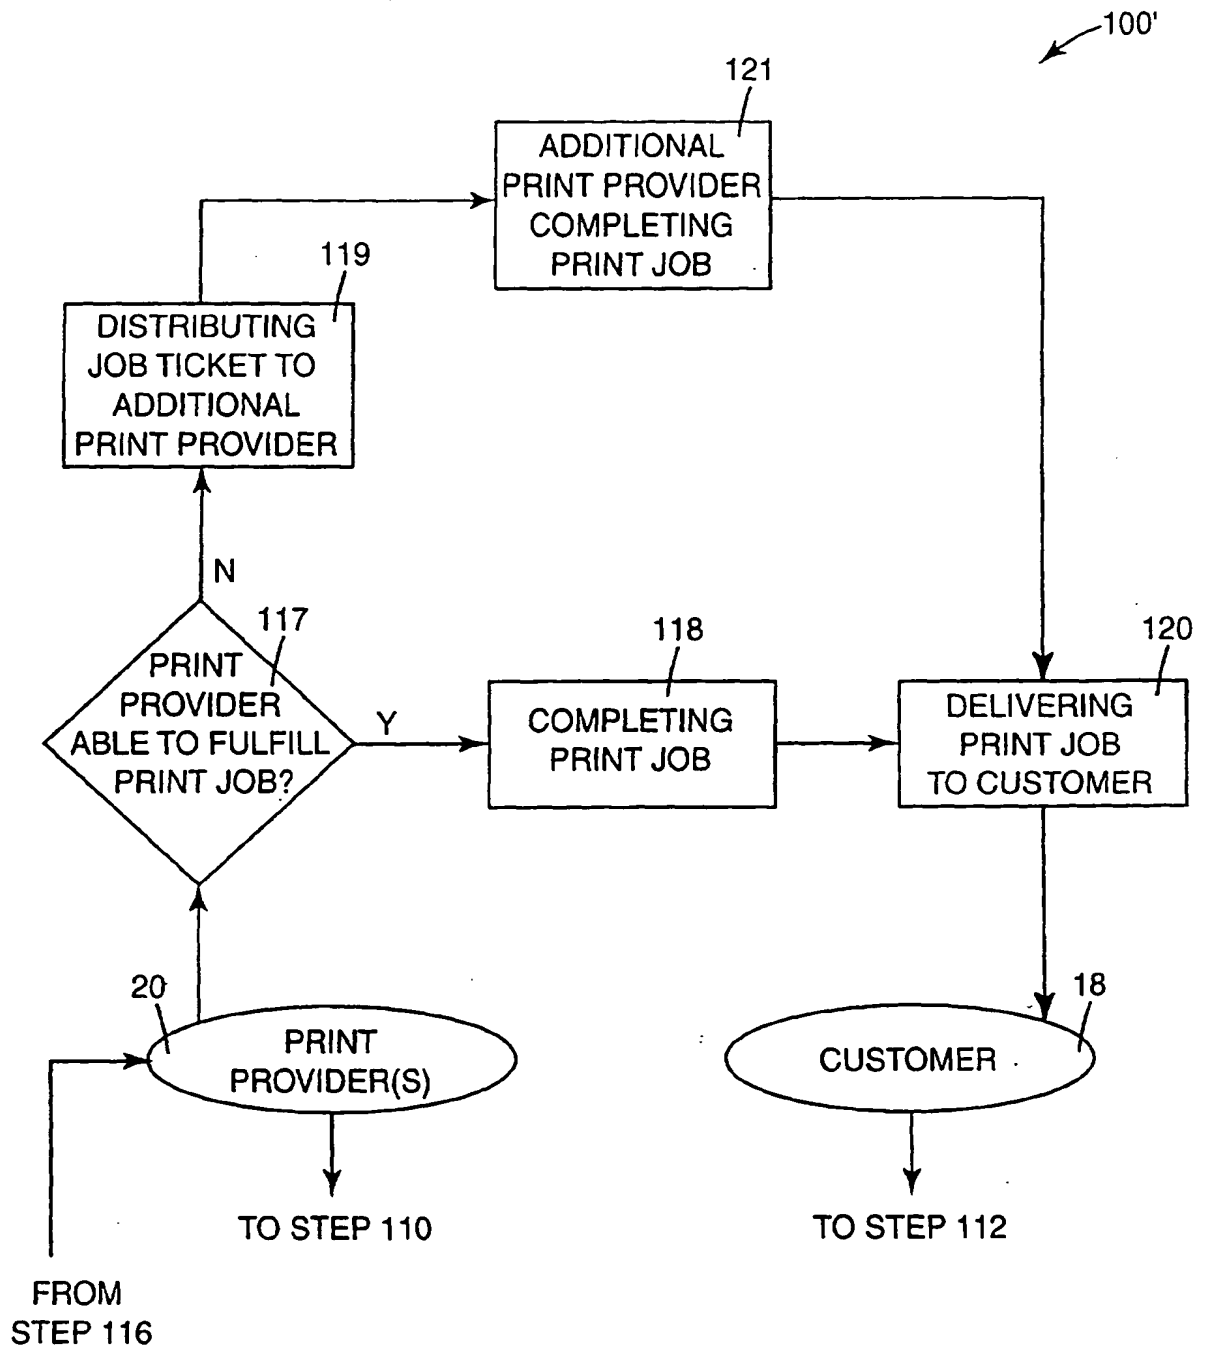 100'
121
ADDITIONAL
PRINT PROVIDER
COMPLETING
PRINT JOB
119
DISTRIBUTING
JOB TICKET TO
ADDITIONAL
PRINT PROVIDER
N
117
PRINT
PROVIDER
ABLE TO FULFILL
PRINT JOB?
Y
118
COMPLETING
PRINT JOB
120
DELIVERING
PRINT JOB
TO CUSTOMER
20
PRINT
PROVIDER(S)
18
CUSTOMER
TO STEP 110
TO STEP 112
FROM
STEP 116